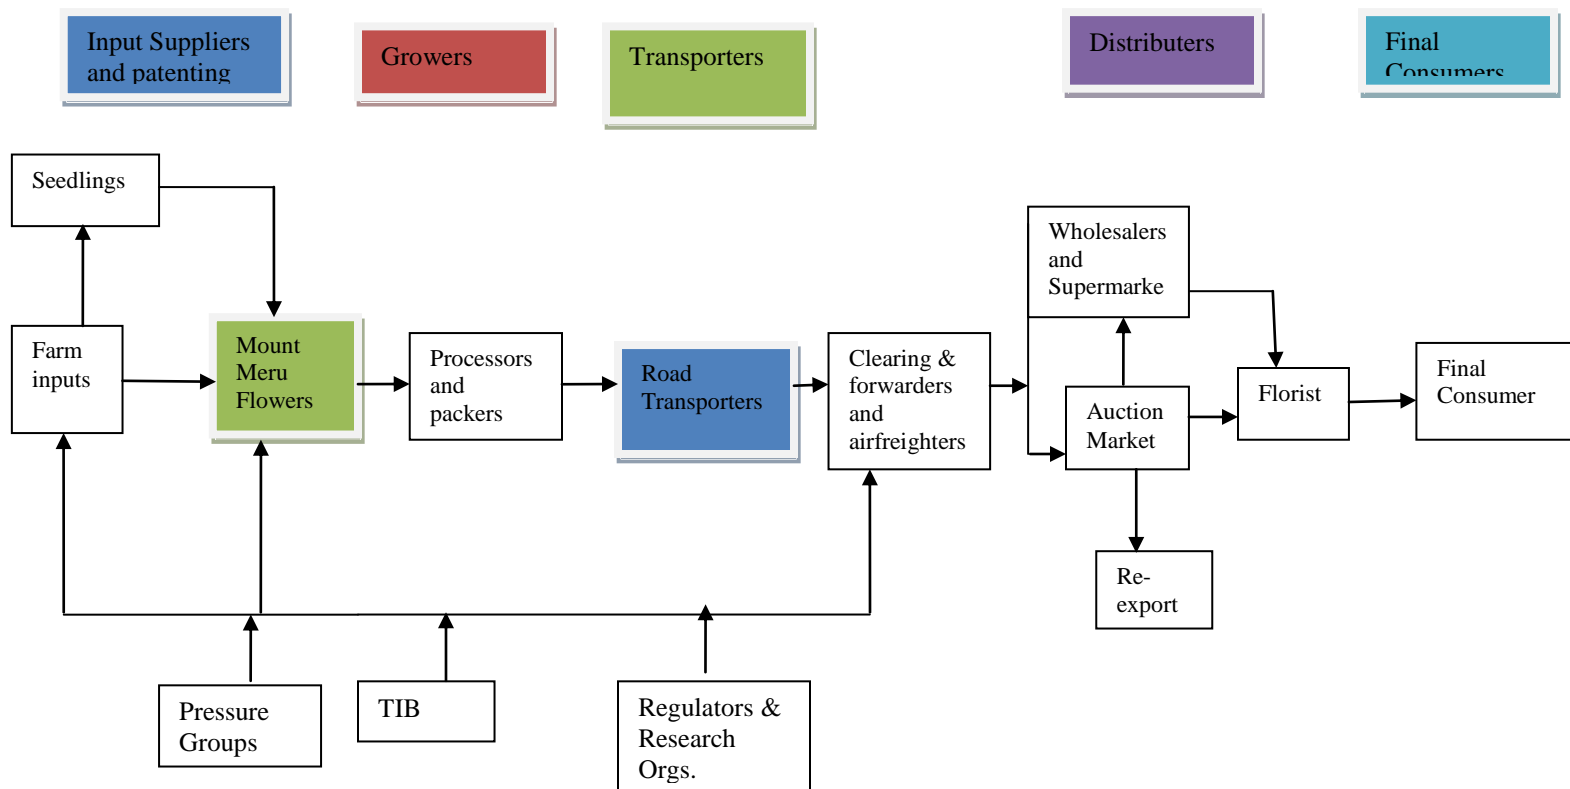 Input Suppliers
and patenting
Growers
Transporters
Distributers
Final
Consumers
Seedlings
Farm
inputs
Mount
Meru
Flowers
Processors
and
packers
Road
Transporters
Clearing &
forwarders
and
airfreighters
Wholesalers
and
Supermarke
Auction
Market
Re-
export
Florist
Final
Consumer
Pressure
Groups
TIB
Regulators &
Research
Orgs.